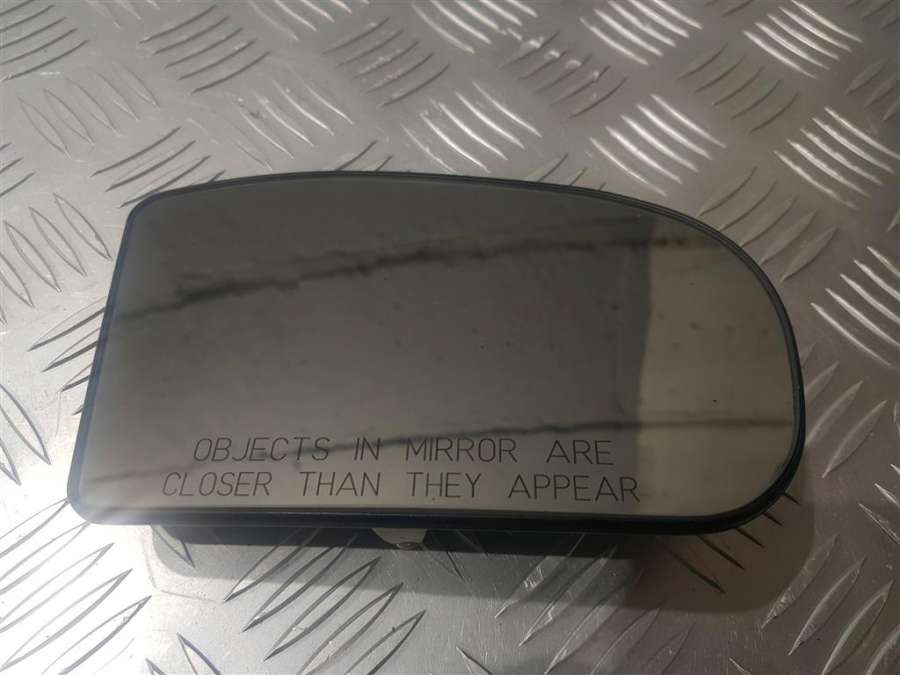 OBJECTS IN MIRROR ARE
CLOSER THAN THEY APPEAR